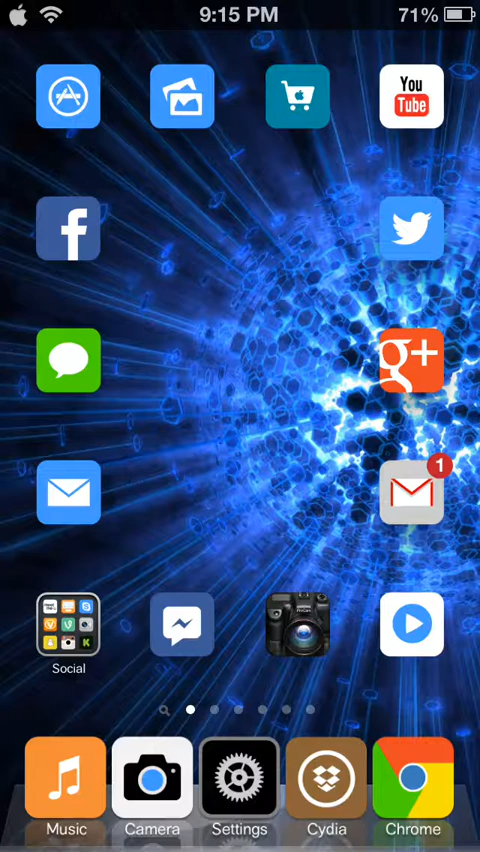 9:15 PM
71%
You
Tube
f
g+
1
Social
Music
Camera
Settings
Cydia
Chrome